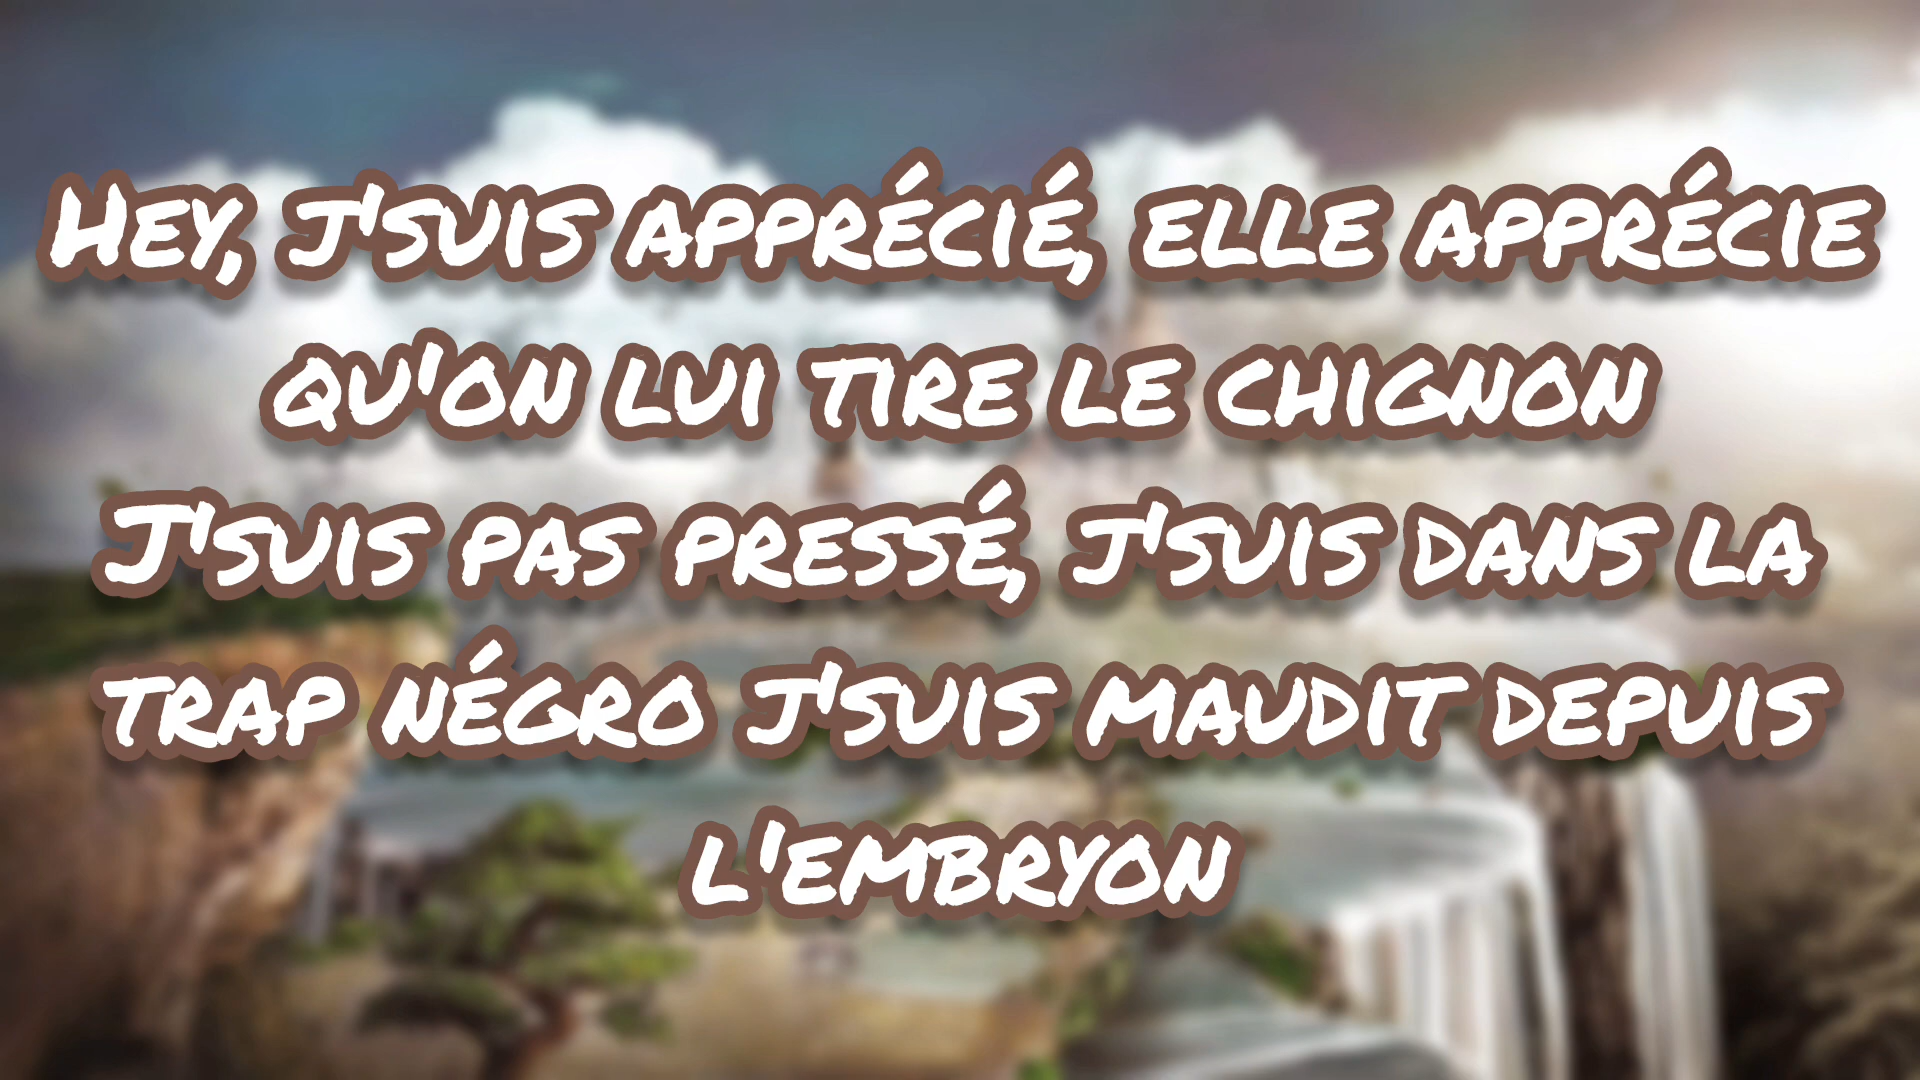 Hey, j'suis apprécié, elle apprécie
qu'on lui tire le chignon
J'suis pas pressé, j'suis dans la
trap négro j'suis maudit depuis
l'embryon